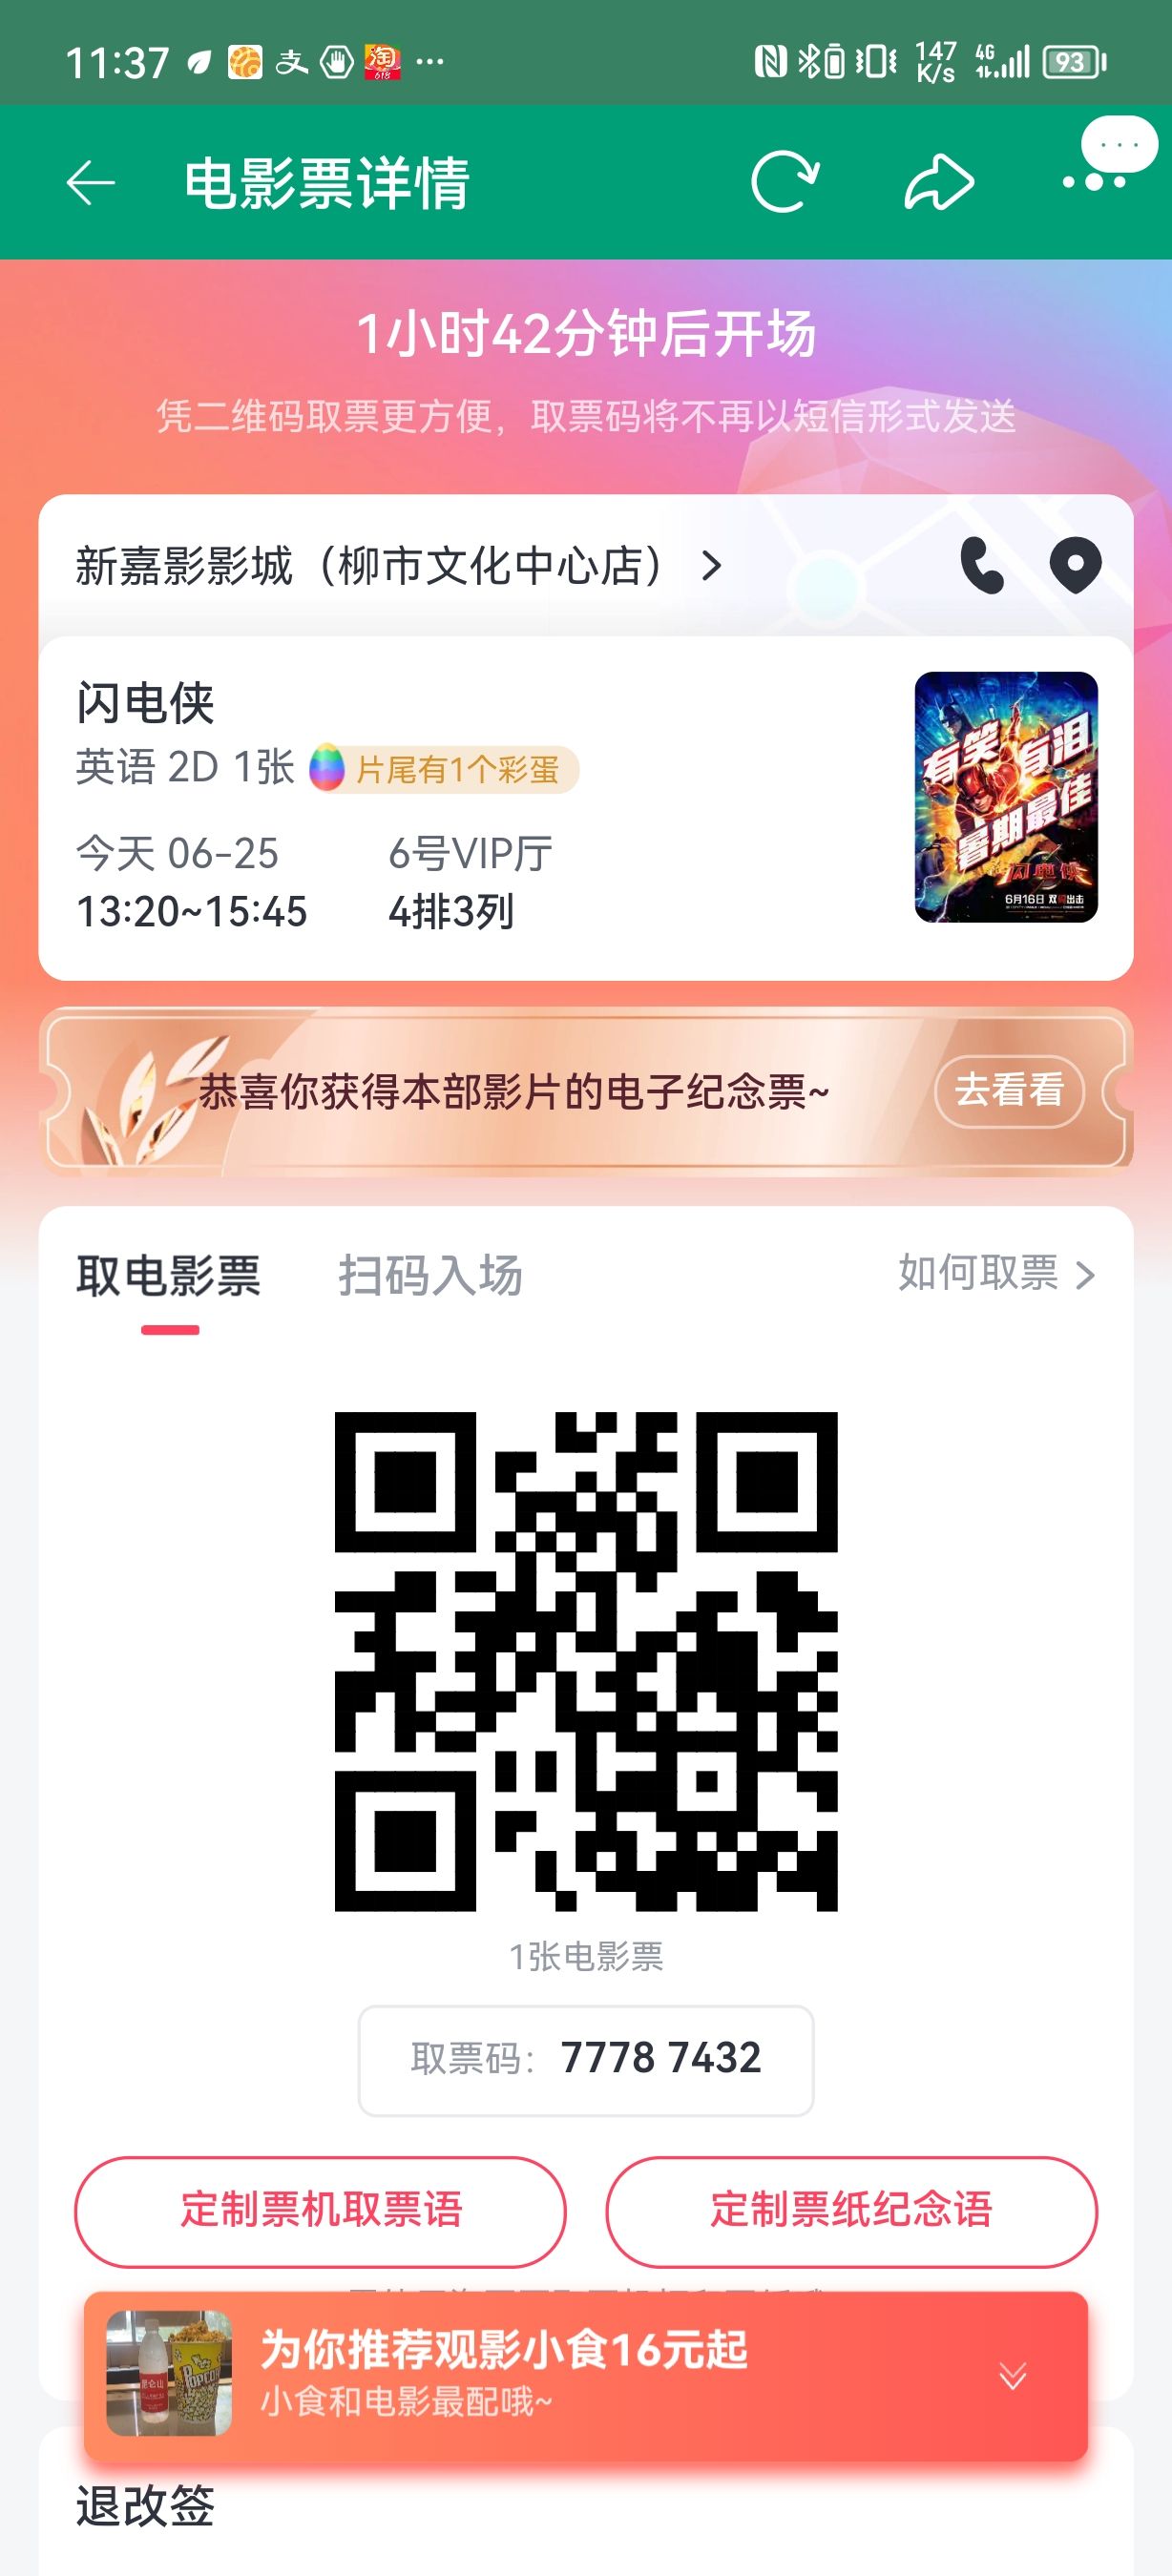 11:37
淘
618
支
147
K/s
4G
93
电影票详情
1小时42分钟后开场
凭二维码取票更方便，取票码将不再以短信形式发送
新嘉影影城（柳市文化中心店）
闪电侠
英语 2D 1张
片尾有1个彩蛋
今天 06-25
6号VIP厅
13:20~15:45
4排3列
有笑有泪
暑期最佳
闪电侠
6月16日 双
出击
恭喜你获得本部影片的电子纪念票~
去看看
取电影票
扫码入场
如何取票
1张电影票
取票码：7778 7432
定制票机取票语
定制票纸纪念语
POPCO
昆仑山
为你推荐观影小食16元起
小食和电影最配哦~
退改签